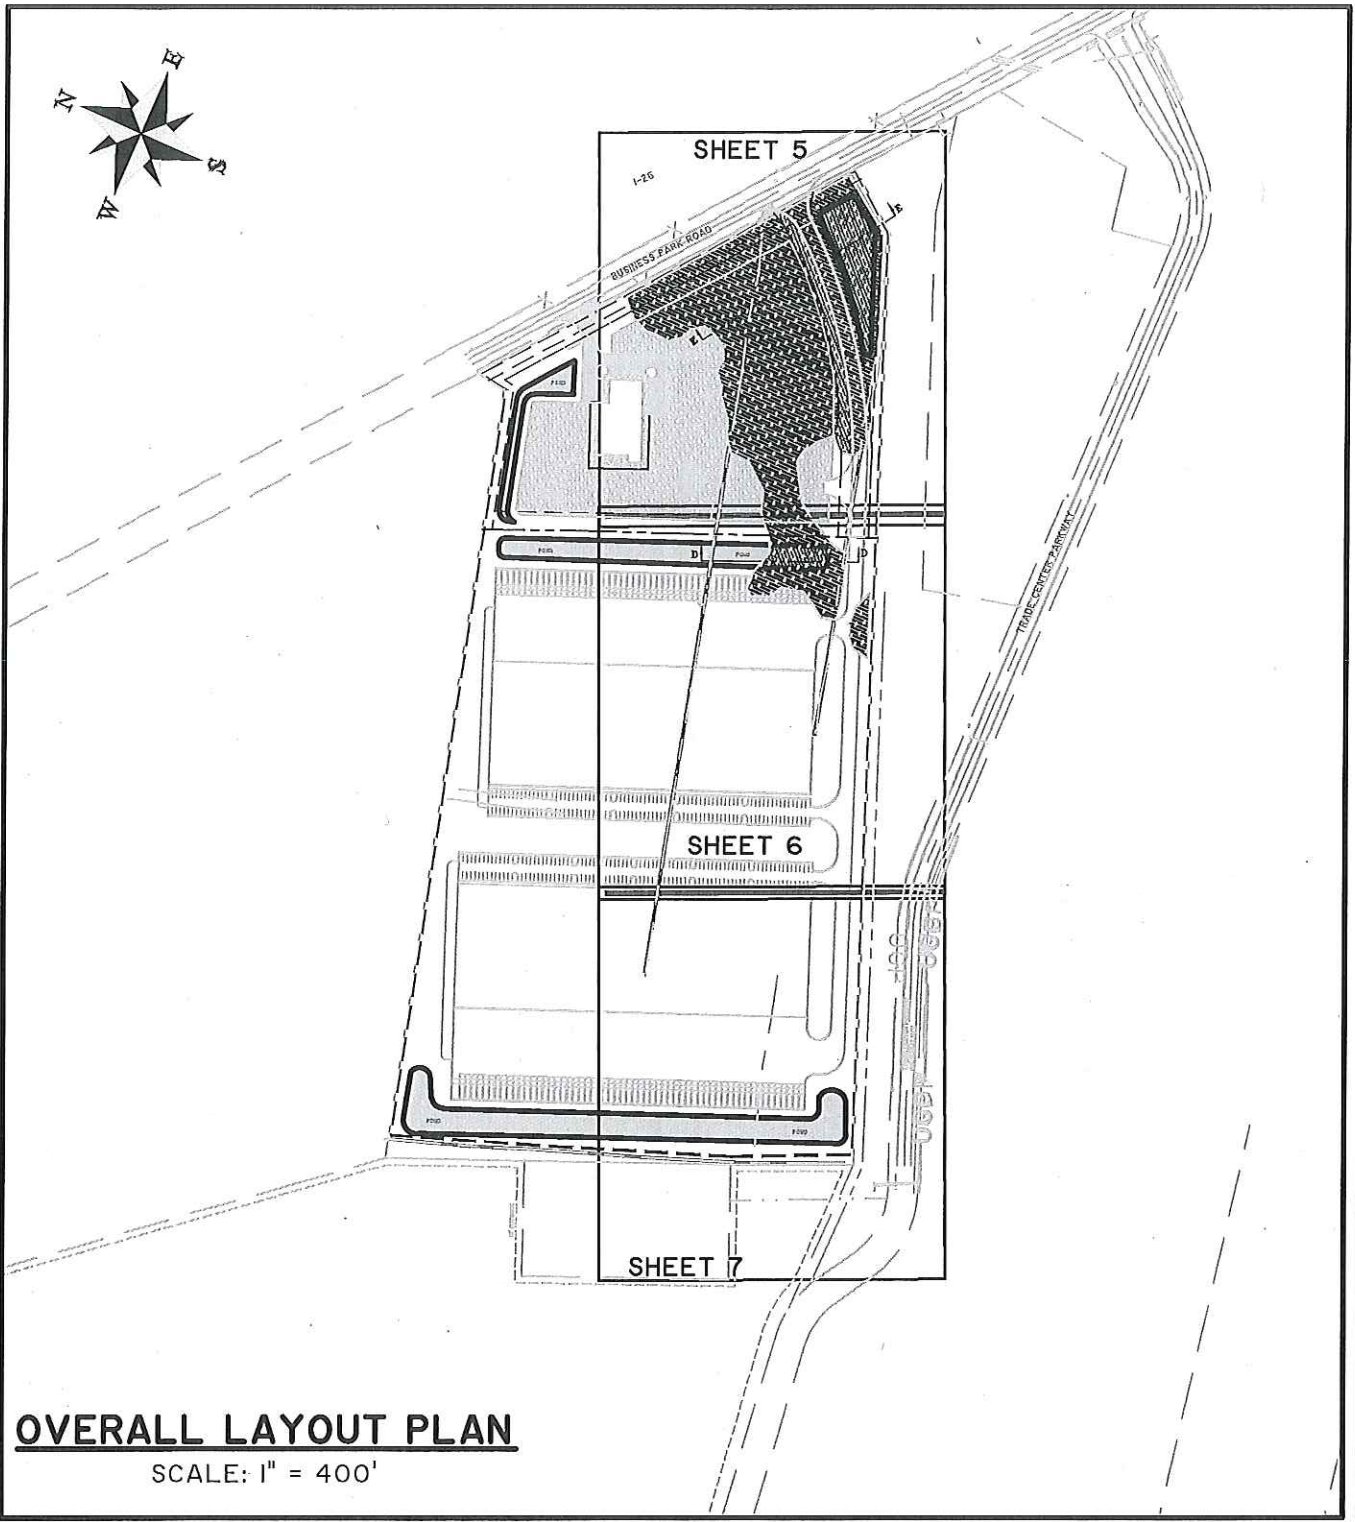 E
N
S
W
SHEET 5
I-26
E
BUSINESS PARK ROAD
E
POND
POND
D
POND
D
TRADE CENTER PARKWAY
SHEET 6
POND
POND
SHEET 7
OVERALL LAYOUT PLAN
SCALE: 1" = 400'